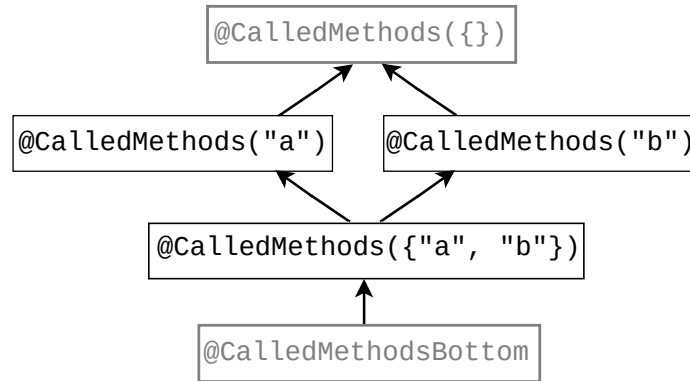 @CalledMethods({})
@CalledMethods("a")
@CalledMethods("b")
@CalledMethods({"a", "b"})
@CalledMethodsBottom